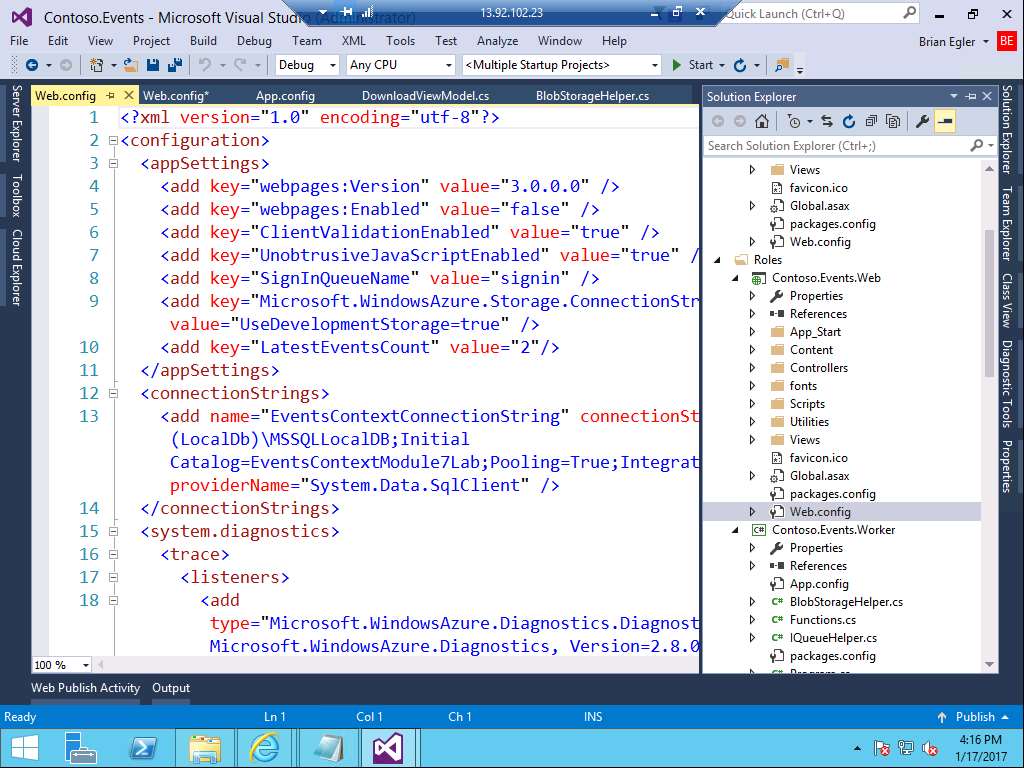 Contoso.Events - Microsoft Visual Studio (Administrator)
13.92.102.23
Quick Launch (Ctrl+Q)
File Edit View Project Build Debug Team XML Tools Test Analyze Window Help
Brian Egler
BE
Debug
Any CPU
<Multiple Startup Projects>
Start
Server Explorer
Toolbox
Cloud Explorer
Web.config
Web.config*
App.config
DownloadViewModel.cs
BlobStorageHelper.cs
1 <?xml version="1.0" encoding="utf-8"?>
2 <configuration>
3 <appSettings>
4 <add key="webpages:Version" value="3.0.0.0" />
5 <add key="webpages:Enabled" value="false" />
6 <add key="ClientValidationEnabled" value="true" />
7 <add key="UnobtrusiveJavaScriptEnabled" value="true" /
8 <add key="SignInQueueName" value="signin" />
9 <add key="Microsoft.WindowsAzure.Storage.ConnectionStr
value="UseDevelopmentStorage=true" />
10 <add key="LatestEventsCount" value="2"/>
11 </appSettings>
12 <connectionStrings>
13 <add name="EventsContextConnectionString" connectionSt
(LocalDb)\MSSQLLocalDB;Initial
Catalog=EventsContextModule7Lab;Pooling=True;Integrat
providerName="System.Data.SqlClient" />
14 </connectionStrings>
15 <system.diagnostics>
16 <trace>
17 <listeners>
18 <add
type="Microsoft.WindowsAzure.Diagnostics.Diagnost
Microsoft.WindowsAzure.Diagnostics, Version=2.8.0
100 %
Solution Explorer
Search Solution Explorer (Ctrl+;)
Views
favicon.ico
Global.asax
packages.config
Web.config
Roles
Contoso.Events.Web
Properties
References
App_Start
Content
Controllers
fonts
Scripts
Utilities
Views
favicon.ico
Global.asax
packages.config
Web.config
C# Contoso.Events.Worker
Properties
References
App.config
C# BlobStorageHelper.cs
C# Functions.cs
C# IQueueHelper.cs
packages.config
Program.cs
Solution Explorer
Team Explorer
Class View
Diagnostic Tools
Properties
Web Publish Activity
Output
Ready
Ln 1
Col 1
Ch 1
INS
Publish
4:16 PM
1/17/2017